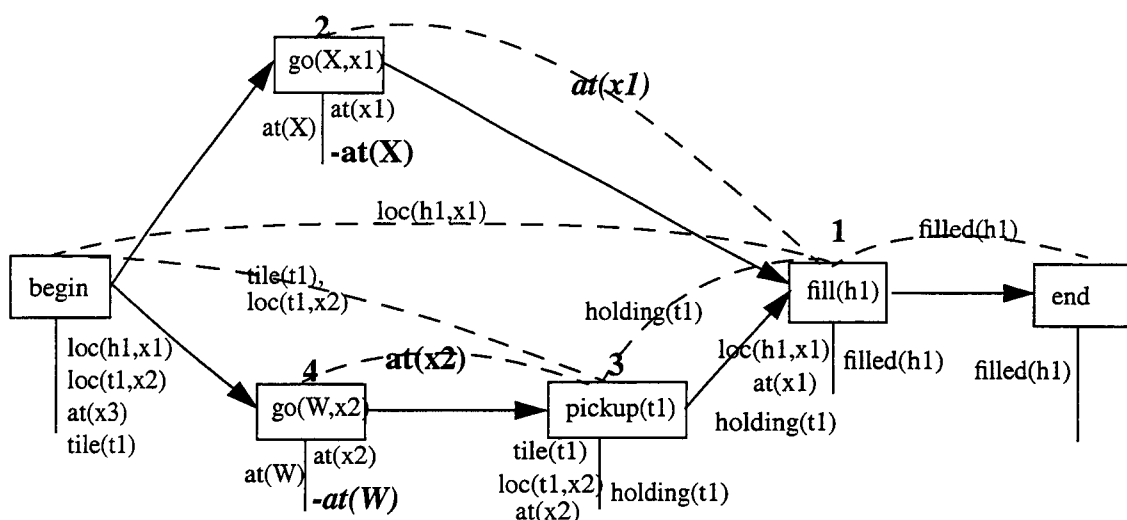 2
go(X,x1)
at(x1)
at(X)
at(x1)
-at(X)
loc(h1,x1)
1
filled(h1)
begin
tile(t1),
loc(t1,x2)
holding(t1)
fill(h1)
end
loc(h1,x1)
loc(t1,x2)
at(x3)
tile(t1)
4
at(x2)
3
go(W,x2)
pickup(t1)
loc(h1,x1)
at(x1)
holding(t1)
filled(h1)
filled(h1)
at(W)
at(x2)
-at(W)
tile(t1)
loc(t1,x2)
at(x2)
holding(t1)